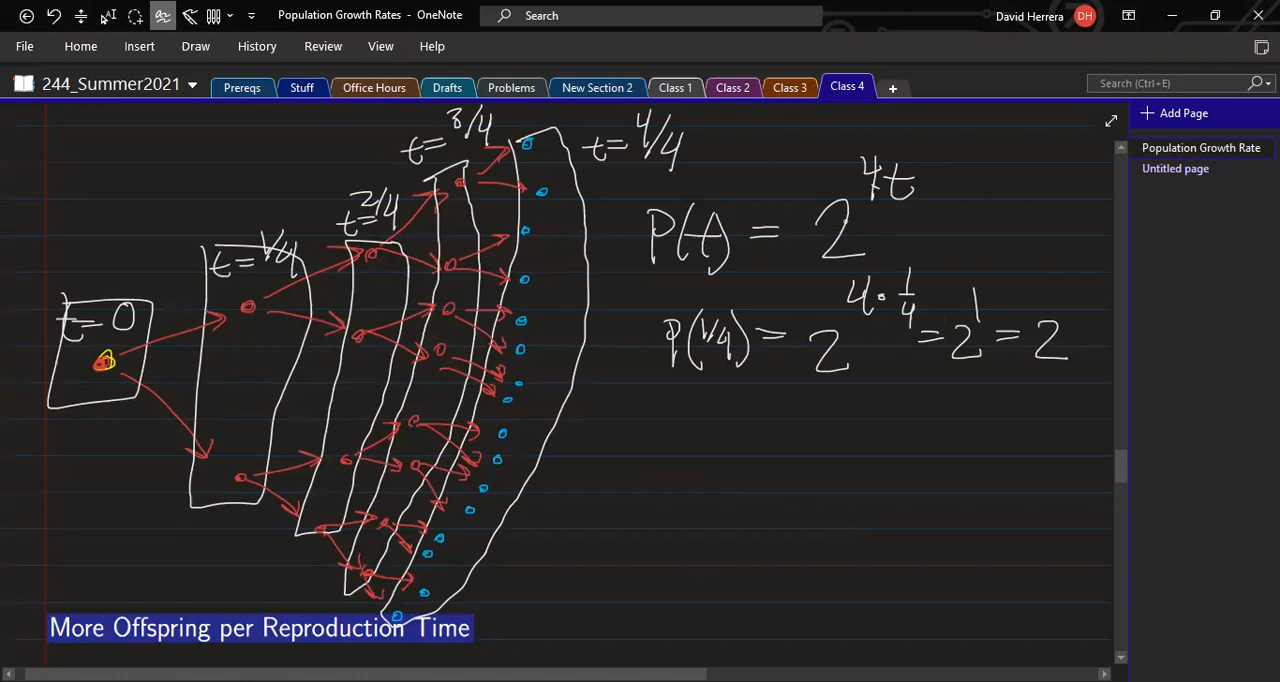 Population Growth Rates - OneNote
Search
David Herrera DH
File Home Insert Draw History Review View Help
244_Summer2021
Prereqs Stuff Office Hours Drafts Problems New Section 2 Class 1 Class 2 Class 3 Class 4
Search (Ctrl+E)
Add Page
Population Growth Rate
Untitled page
t=0
t=1/4
t=2/4
t=3/4
t=4/4
P(t) = 2^4t
P(1/4) = 2^4·1/4 = 2^1 = 2
More Offspring per Reproduction Time